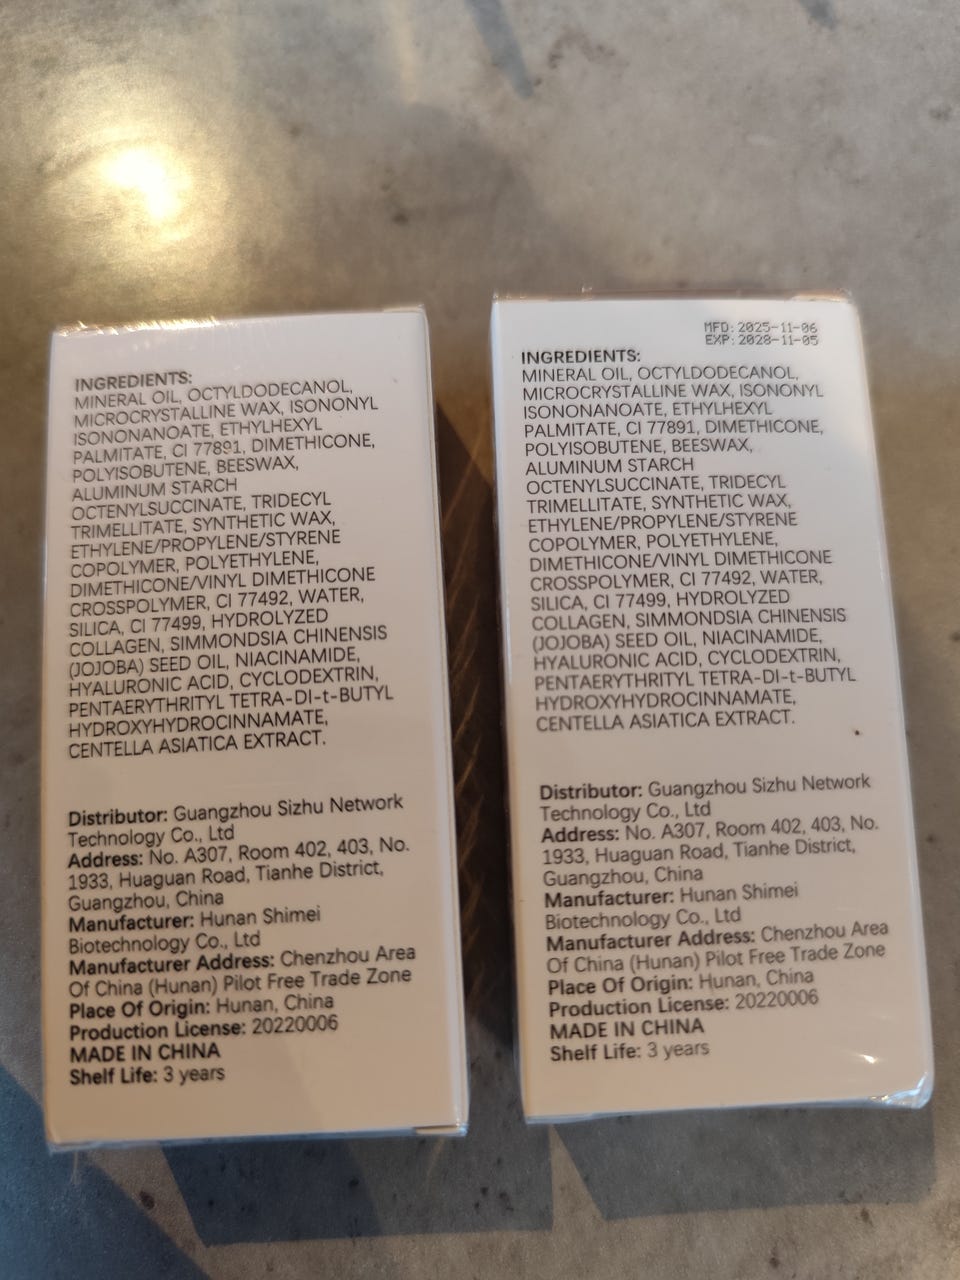 INGREDIENTS:
MINERAL OIL, OCTYLDODECANOL,
MICROCRYSTALLINE WAX, ISONONYL
ISONONANOATE, ETHYLHEXYL
PALMITATE, CI 77891, DIMETHICONE,
POLYISOBUTENE, BEESWAX,
ALUMINUM STARCH
OCTENYLSUCCINATE, TRIDECYL
TRIMELLITATE, SYNTHETIC WAX,
ETHYLENE/PROPYLENE/STYRENE
COPOLYMER, POLYETHYLENE,
DIMETHICONE/VINYL DIMETHICONE
CROSSPOLYMER, CI 77492, WATER,
SILICA, CI 77499, HYDROLYZED
COLLAGEN, SIMMONDSIA CHINENSIS
(JOJOBA) SEED OIL, NIACINAMIDE,
HYALURONIC ACID, CYCLODEXTRIN,
PENTAERYTHRITYL TETRA-DI-t-BUTYL
HYDROXYHYDROCINNAMATE,
CENTELLA ASIATICA EXTRACT.
Distributor: Guangzhou Sizhu Network
Technology Co., Ltd
Address: No. A307, Room 402, 403, No.
1933, Huaguan Road, Tianhe District,
Guangzhou, China
Manufacturer: Hunan Shimei
Biotechnology Co., Ltd
Manufacturer Address: Chenzhou Area
Of China (Hunan) Pilot Free Trade Zone
Place Of Origin: Hunan, China
Production License: 20220006
MADE IN CHINA
Shelf Life: 3 years
MFD: 2025-11-06
EXP: 2028-11-05
INGREDIENTS:
MINERAL OIL, OCTYLDODECANOL,
MICROCRYSTALLINE WAX, ISONONYL
ISONONANOATE, ETHYLHEXYL
PALMITATE, CI 77891, DIMETHICONE,
POLYISOBUTENE, BEESWAX,
ALUMINUM STARCH
OCTENYLSUCCINATE, TRIDECYL
TRIMELLITATE, SYNTHETIC WAX,
ETHYLENE/PROPYLENE/STYRENE
COPOLYMER, POLYETHYLENE,
DIMETHICONE/VINYL DIMETHICONE
CROSSPOLYMER, CI 77492, WATER,
SILICA, CI 77499, HYDROLYZED
COLLAGEN, SIMMONDSIA CHINENSIS
(JOJOBA) SEED OIL, NIACINAMIDE,
HYALURONIC ACID, CYCLODEXTRIN,
PENTAERYTHRITYL TETRA-DI-t-BUTYL
HYDROXYHYDROCINNAMATE,
CENTELLA ASIATICA EXTRACT.
Distributor: Guangzhou Sizhu Network
Technology Co., Ltd
Address: No. A307, Room 402, 403, No.
1933, Huaguan Road, Tianhe District,
Guangzhou, China
Manufacturer: Hunan Shimei
Biotechnology Co., Ltd
Manufacturer Address: Chenzhou Area
Of China (Hunan) Pilot Free Trade Zone
Place Of Origin: Hunan, China
Production License: 20220006
MADE IN CHINA
Shelf Life: 3 years